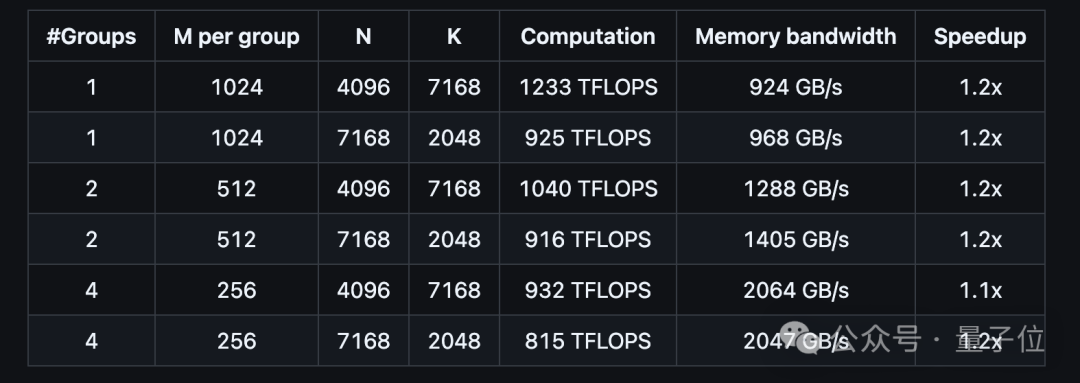 #Groups M per group N K Computation Memory bandwidth Speedup
1 1024 4096 7168 1233 TFLOPS 924 GB/s 1.2x
1 1024 7168 2048 925 TFLOPS 968 GB/s 1.2x
2 512 4096 7168 1040 TFLOPS 1288 GB/s 1.2x
2 512 7168 2048 916 TFLOPS 1405 GB/s 1.2x
4 256 4096 7168 932 TFLOPS 2064 GB/s 1.1x
4 256 7168 2048 815 TFLOPS 2047 GB/s 1.2x
公众号 · 量子位